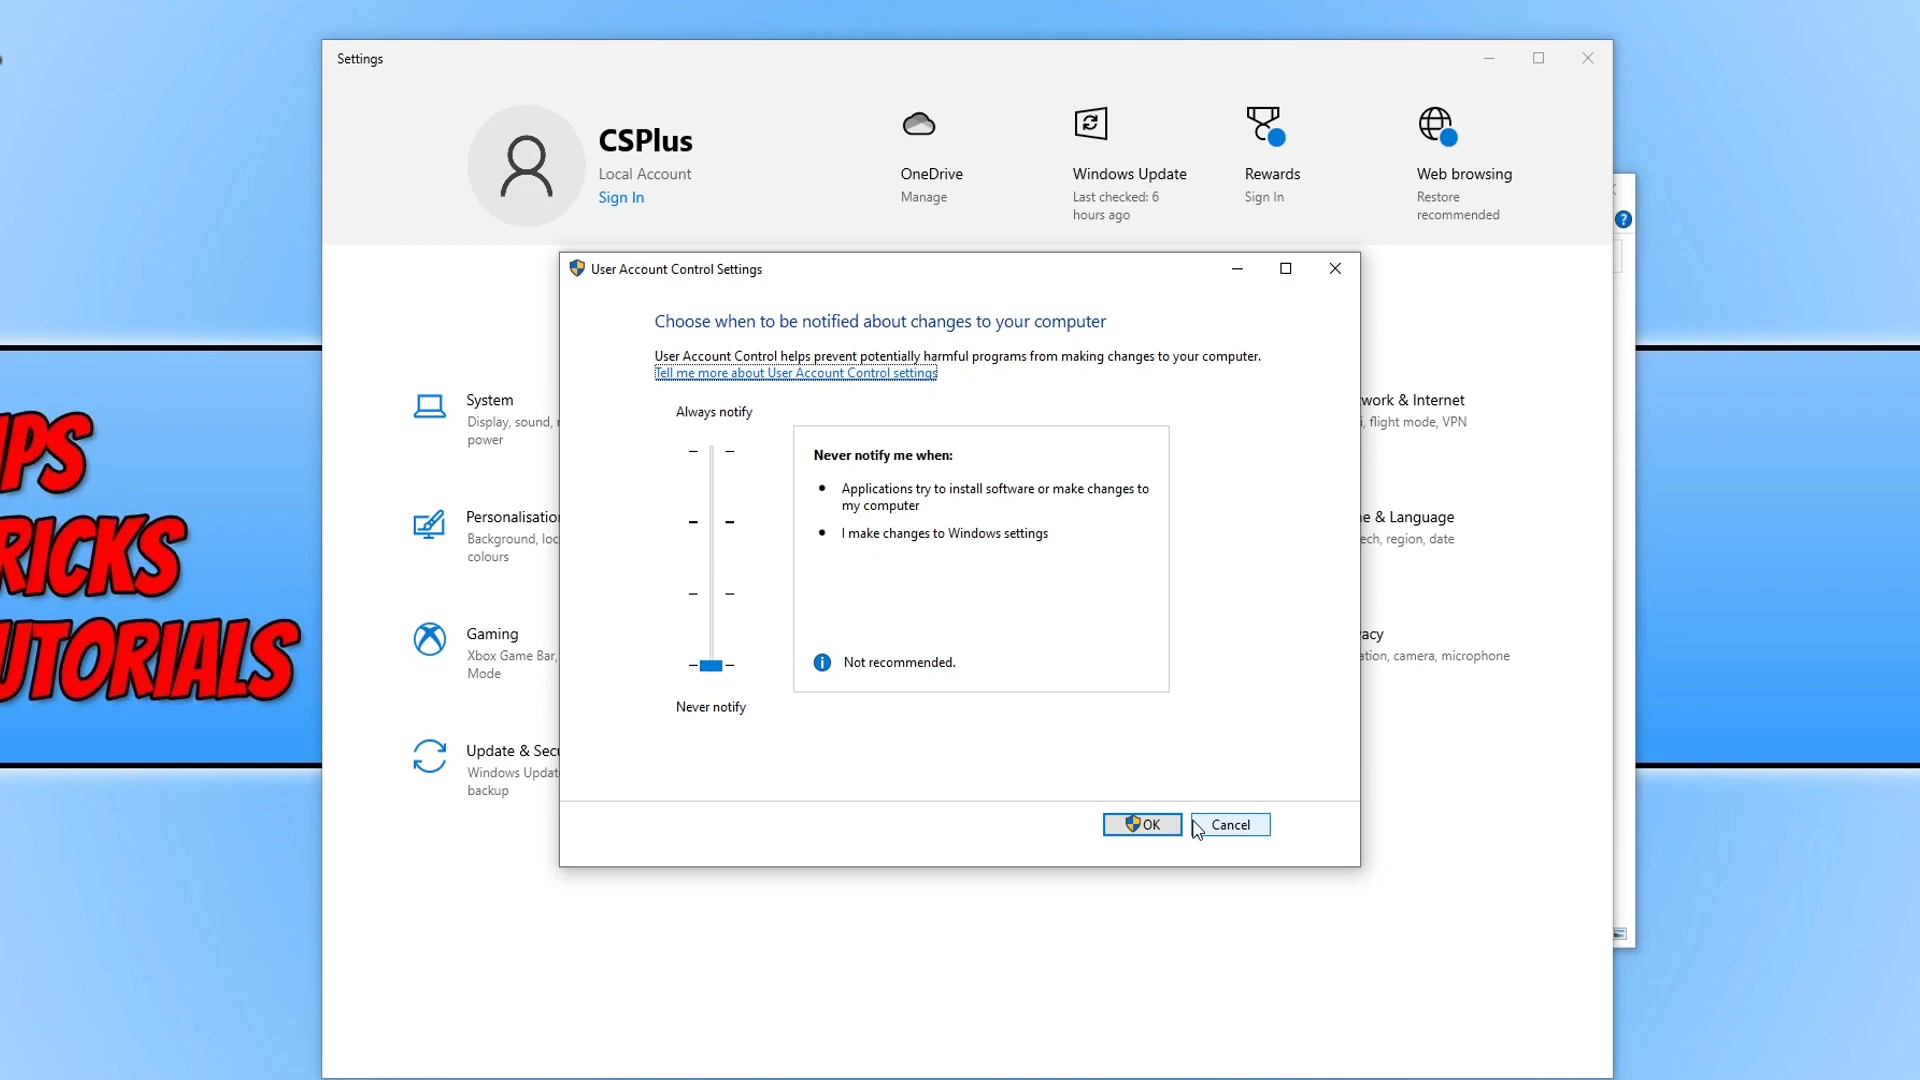 Settings
CSPlus
Local Account
Sign In
OneDrive
Manage
Windows Update
Last checked: 6
hours ago
Rewards
Sign In
Web browsing
Restore
recommended
?
User Account Control Settings
Choose when to be notified about changes to your computer
User Account Control helps prevent potentially harmful programs from making changes to your computer.
Tell me more about User Account Control settings
Always notify
Never notify me when:
Applications try to install software or make changes to
my computer
I make changes to Windows settings
Not recommended.
Never notify
OK
Cancel
System
Display, sound,
power
Personalisation
Background, loc
colours
Gaming
Xbox Game Bar,
Mode
Update & Secu
Windows Updat
backup
work & Internet
i, flight mode, VPN
e & Language
ech, region, date
acy
ation, camera, microphone
IPS
RICKS
UTORIALS